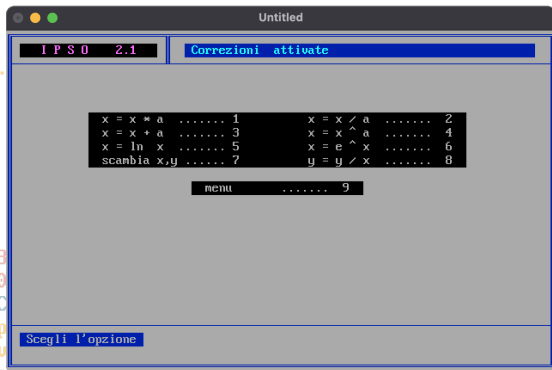 Untitled
I P S O 2.1 Correzioni attivate
x = x * a ....... 1 x = x / a ....... 2
x = x + a ....... 3 x = x ^ a ....... 4
x = ln x ....... 5 x = e ^ x ....... 6
scambia x,y ...... 7 y = y / x ....... 8
menu ....... 9
Scegli l'opzione